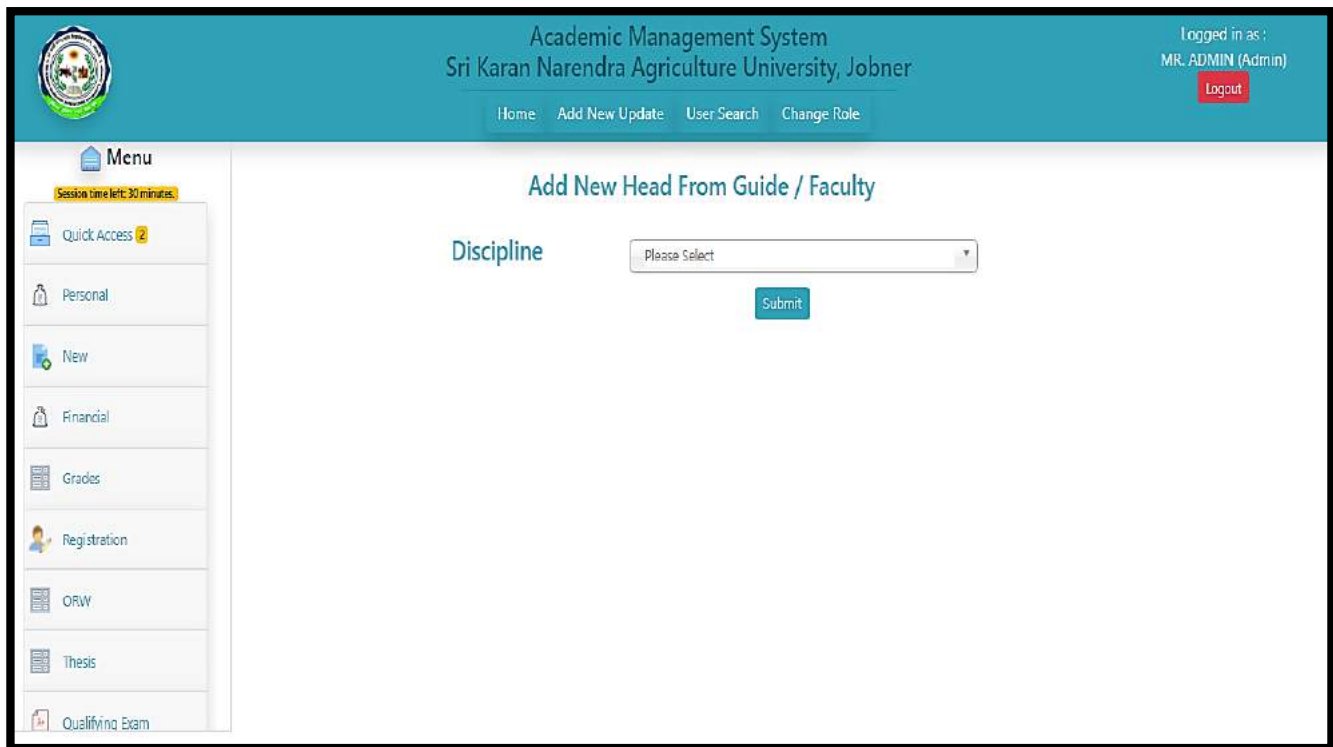 Academic Management System
Sri Karan Narendra Agriculture University, Jobner
Home Add New Update User Search Change Role
Logged in as :
MR. ADMIN (Admin)
Logout
Menu
Session time left: 30 minutes.
Quick Access 2
Personal
New
Financial
Grades
Registration
ORW
Thesis
Qualifying Exam
Add New Head From Guide / Faculty
Discipline Please Select
Submit